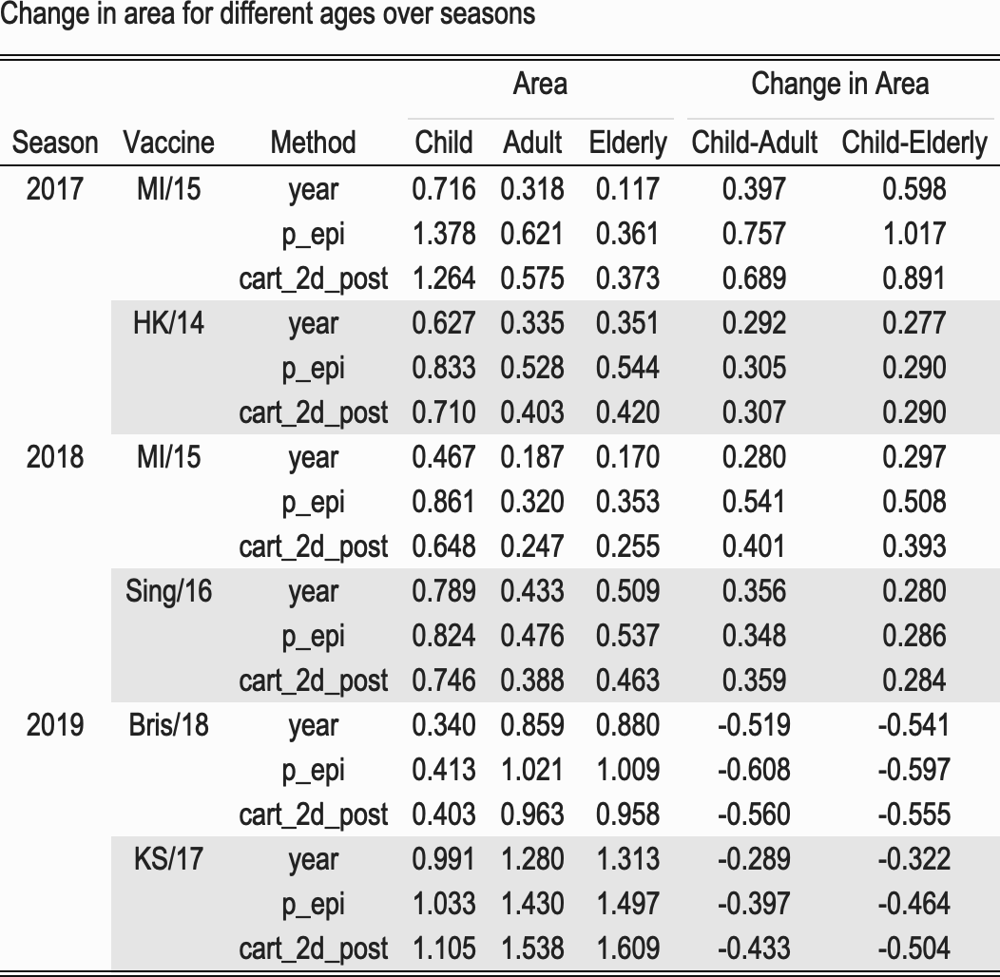 Change in area for different ages over seasons
Area Change in Area
Season Vaccine Method Child Adult Elderly Child-Adult Child-Elderly
2017 MI/15 year 0.716 0.318 0.117 0.397 0.598
p_epi 1.378 0.621 0.361 0.757 1.017
cart_2d_post 1.264 0.575 0.373 0.689 0.891
HK/14 year 0.627 0.335 0.351 0.292 0.277
p_epi 0.833 0.528 0.544 0.305 0.290
cart_2d_post 0.710 0.403 0.420 0.307 0.290
2018 MI/15 year 0.467 0.187 0.170 0.280 0.297
p_epi 0.861 0.320 0.353 0.541 0.508
cart_2d_post 0.648 0.247 0.255 0.401 0.393
Sing/16 year 0.789 0.433 0.509 0.356 0.280
p_epi 0.824 0.476 0.537 0.348 0.286
cart_2d_post 0.746 0.388 0.463 0.359 0.284
2019 Bris/18 year 0.340 0.859 0.880 -0.519 -0.541
p_epi 0.413 1.021 1.009 -0.608 -0.597
cart_2d_post 0.403 0.963 0.958 -0.560 -0.555
KS/17 year 0.991 1.280 1.313 -0.289 -0.322
p_epi 1.033 1.430 1.497 -0.397 -0.464
cart_2d_post 1.105 1.538 1.609 -0.433 -0.504